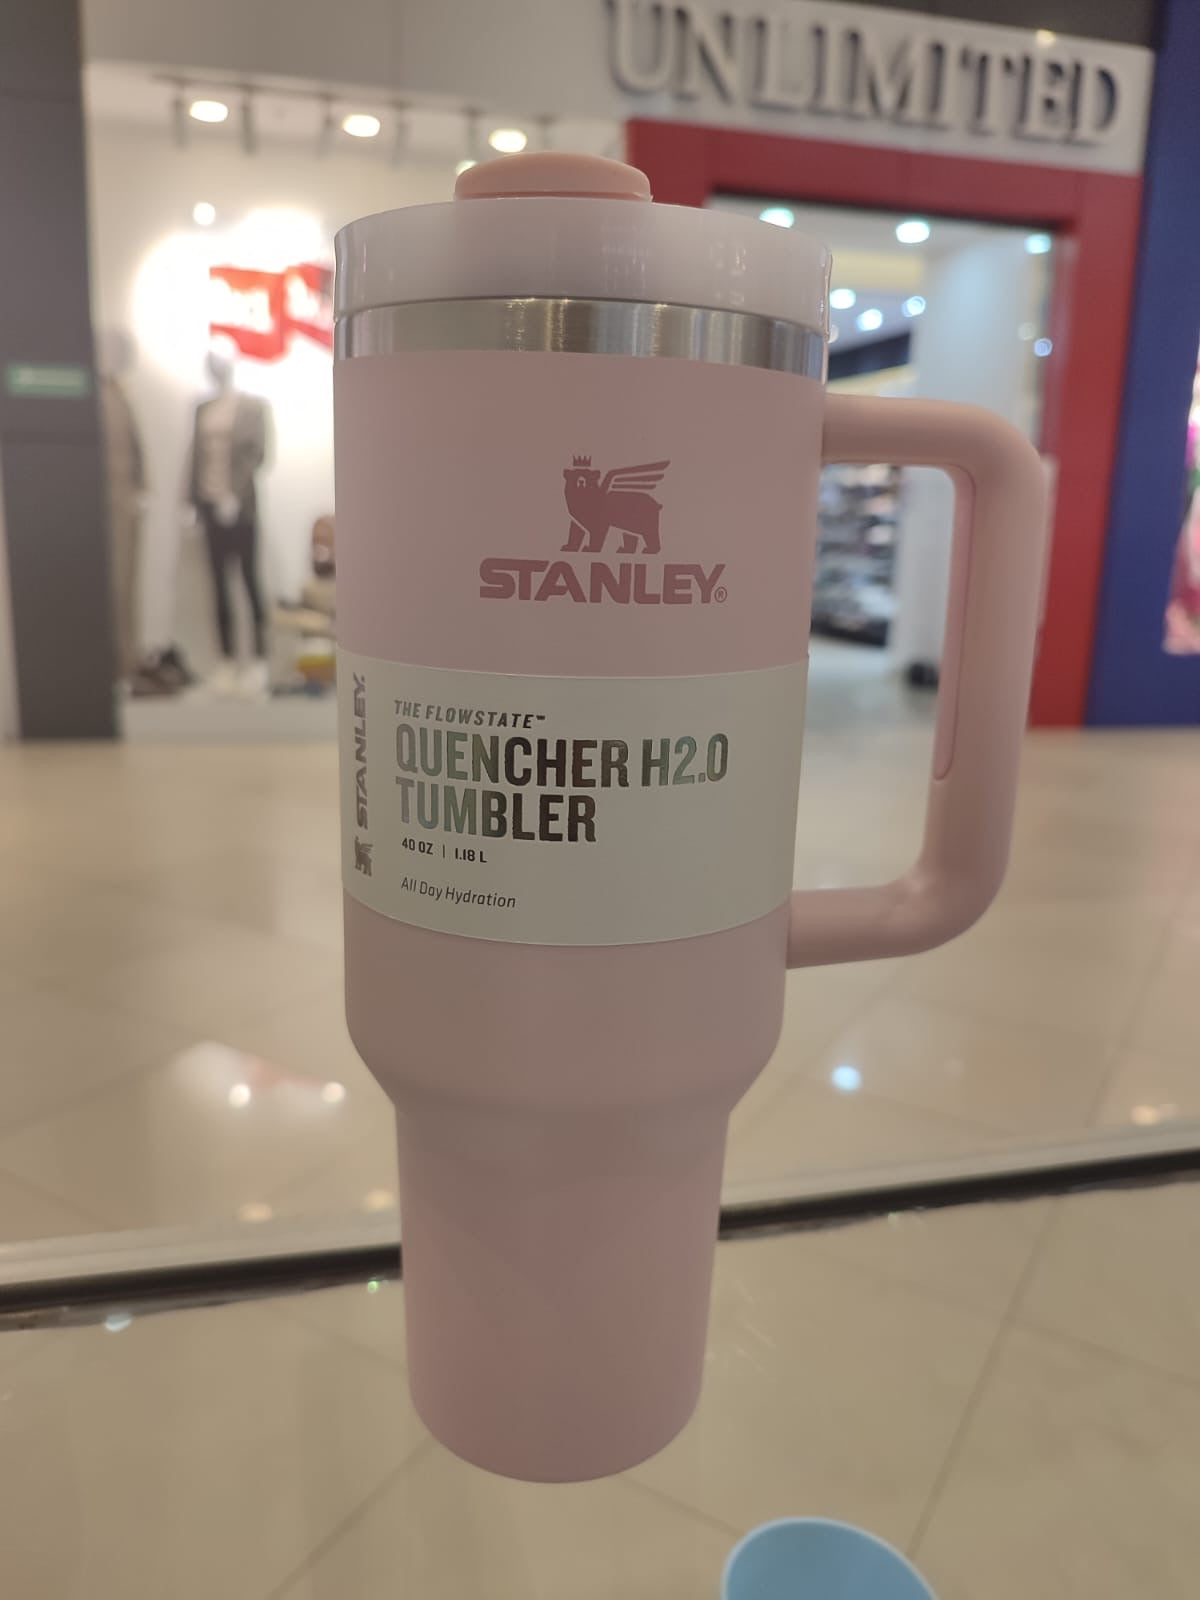 UNLIMITED
STANLEY®
STANLEY.
THE FLOWSTATE™
QUENCHER H2.0
TUMBLER
40 OZ | 1.18 L
All Day Hydration